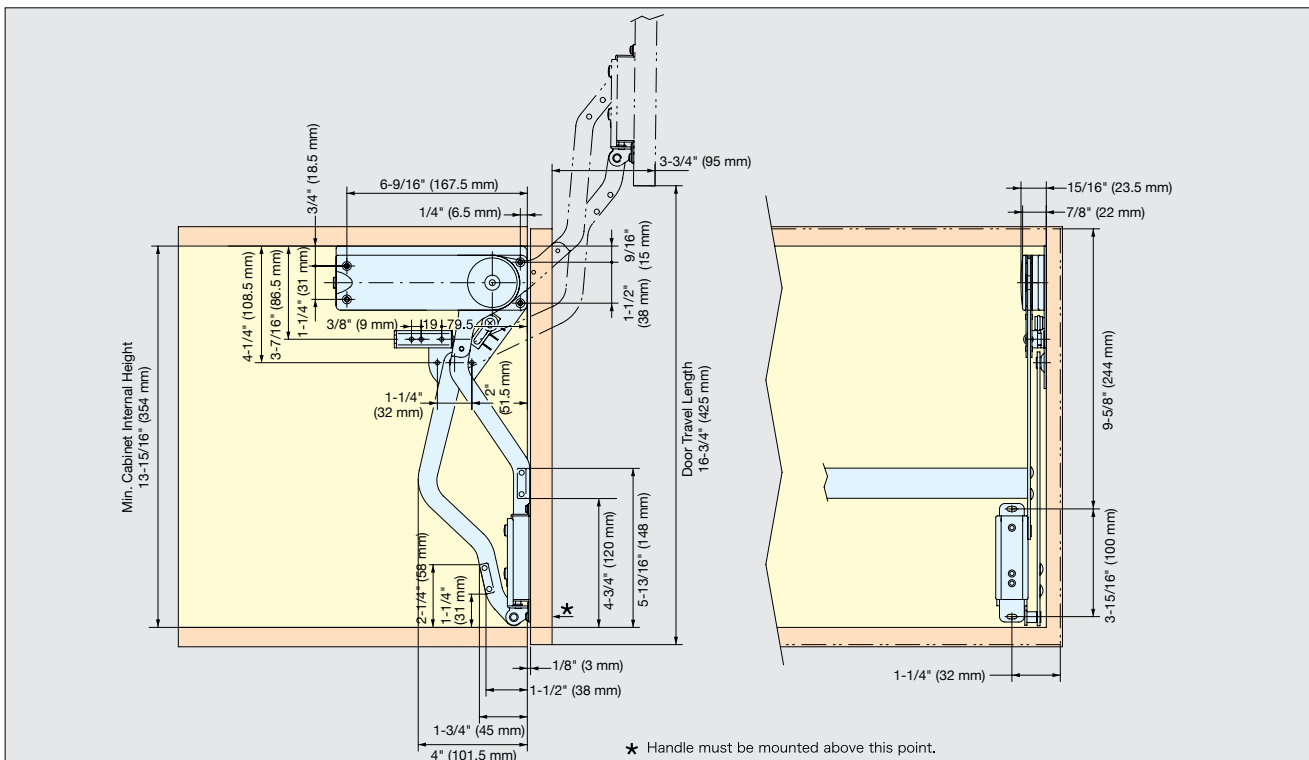 3-3/4" (95 mm)
6-9/16" (167.5 mm)
1/4" (6.5 mm)
3/4" (18.5 mm)
9/16"
(15 mm)
1-1/2"
(38 mm)
4-1/4" (108.5 mm)
3-7/16" (86.5 mm)
1-1/4" (31 mm)
3/8" (9 mm)
19
79.5
1-1/4"
(32 mm)
2"
(51.5 mm)
Min. Cabinet Internal Height
13-15/16" (354 mm)
Door Travel Length
16-3/4" (425 mm)
2-1/4" (58 mm)
1-1/4"
(31 mm)
4-3/4" (120 mm)
5-13/16" (148 mm)
*
1/8" (3 mm)
1-1/2" (38 mm)
1-3/4" (45 mm)
4" (101.5 mm)
15/16" (23.5 mm)
7/8" (22 mm)
9-5/8" (244 mm)
3-15/16" (100 mm)
1-1/4" (32 mm)
* Handle must be mounted above this point.